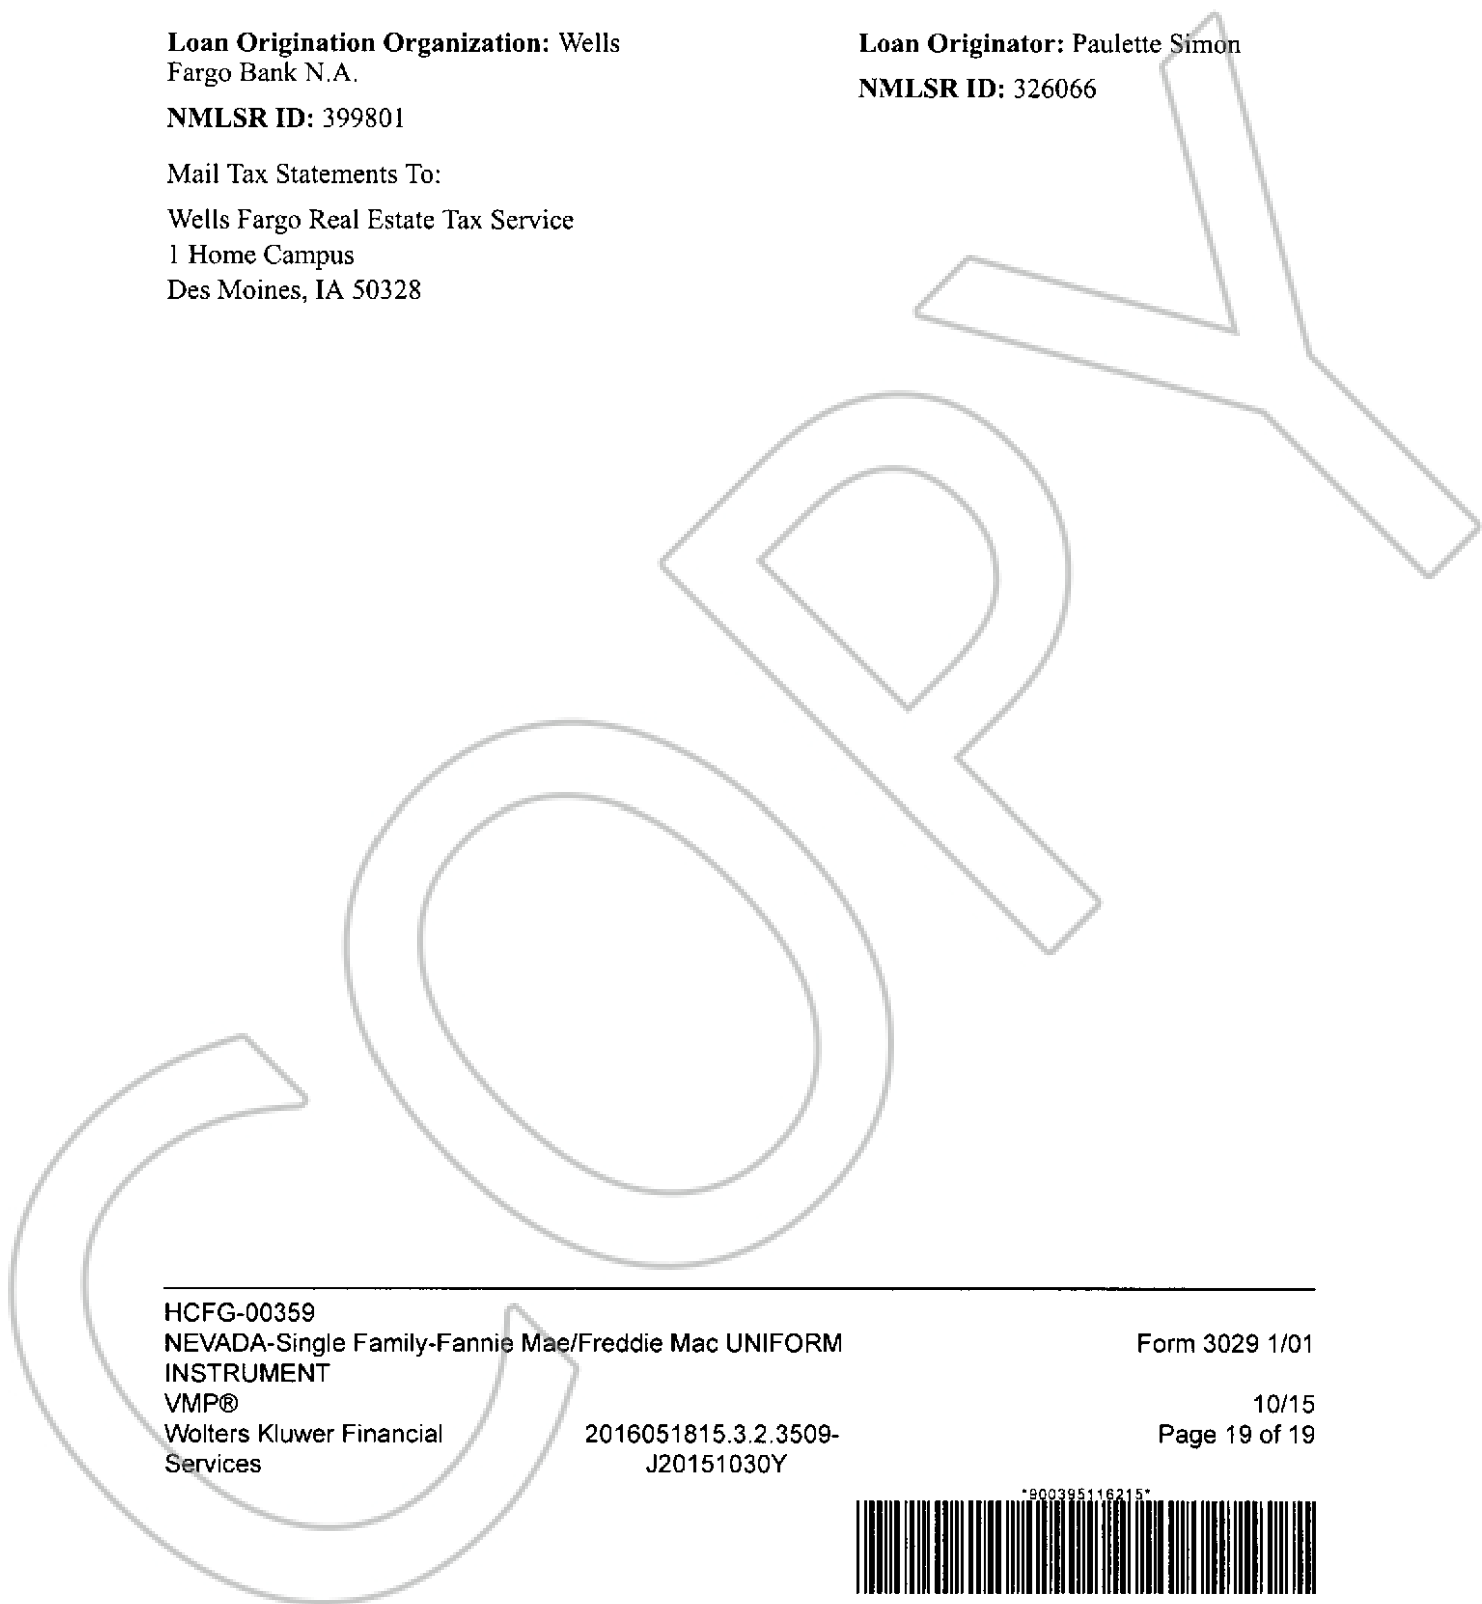 Loan Origination Organization: Wells
Fargo Bank N.A.
NMLSR ID: 399801
Loan Originator: Paulette Simon
NMLSR ID: 326066
Mail Tax Statements To:
Wells Fargo Real Estate Tax Service
1 Home Campus
Des Moines, IA 50328
COPY
HCFG-00359
NEVADA-Single Family-Fannie Mae/Freddie Mac UNIFORM
INSTRUMENT
Form 3029 1/01
VMP®
10/15
Wolters Kluwer Financial
Services
2016051815.3.2.3509-
J20151030Y
Page 19 of 19
*900395116215*